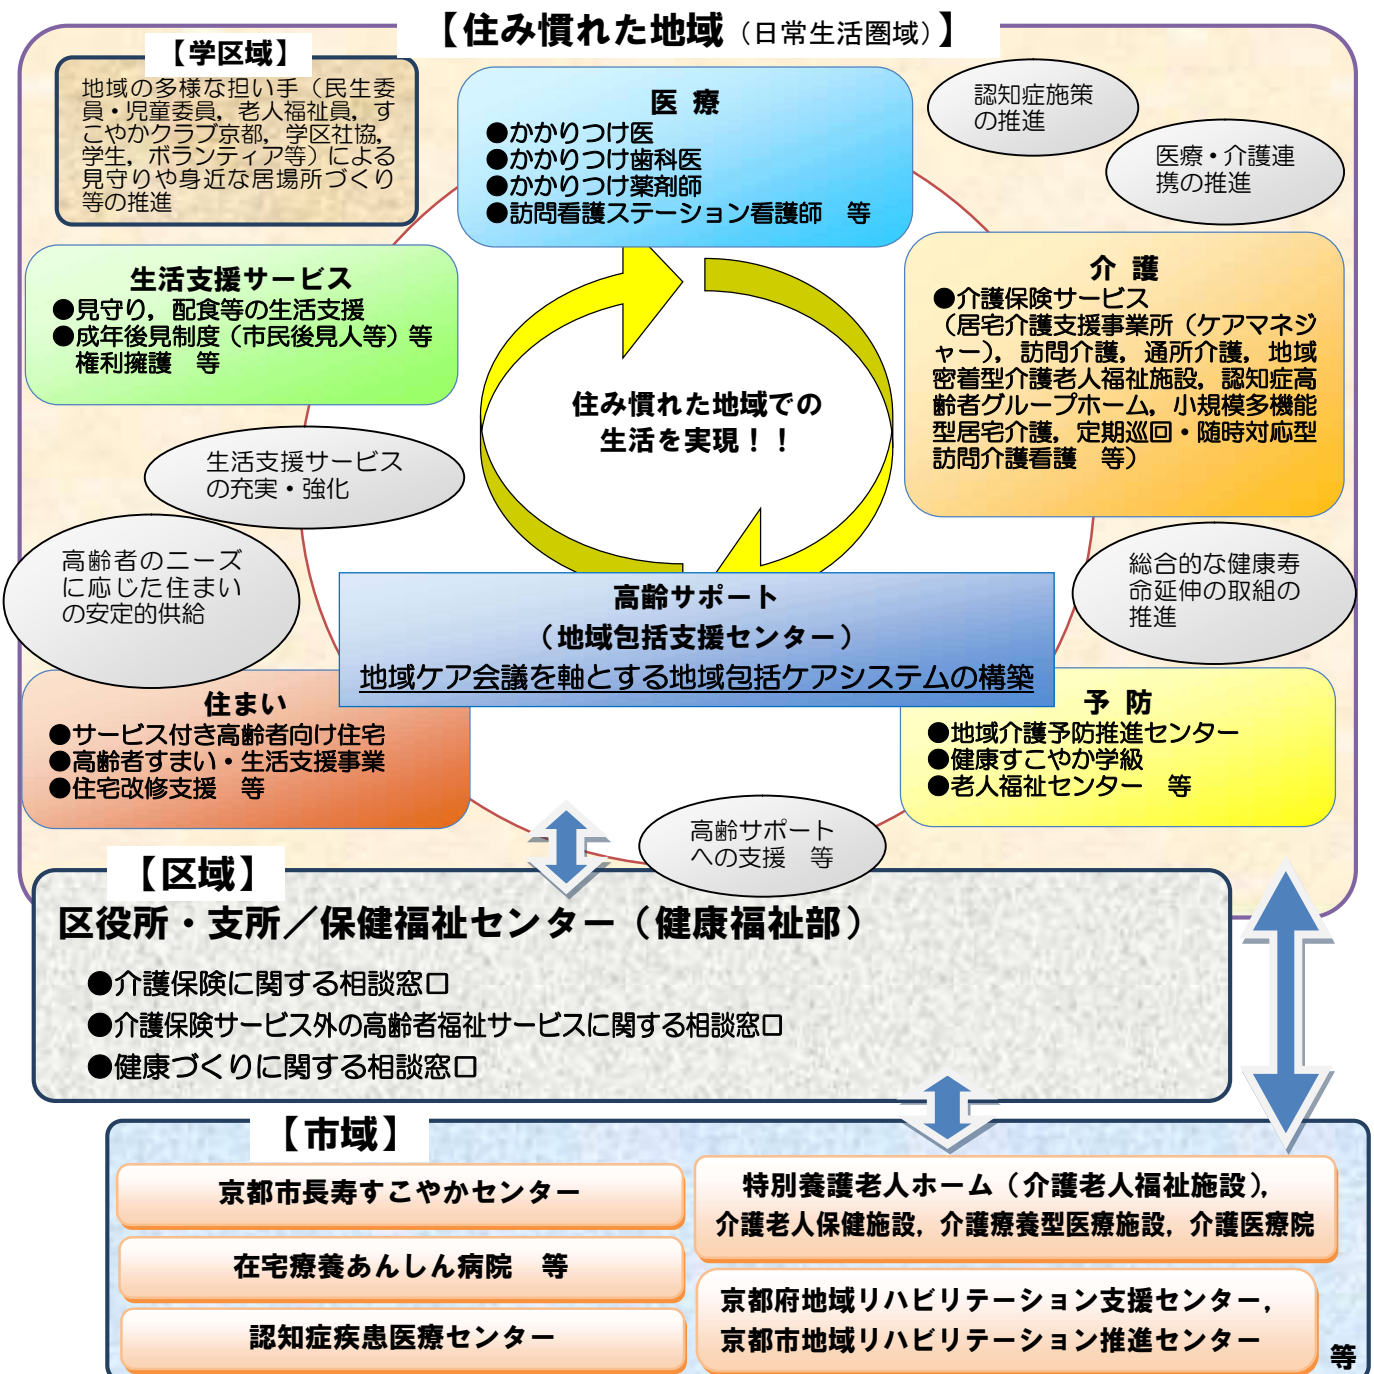 【住み慣れた地域（日常生活圏域）】
【学区域】
地域の多様な担い手（民生委
員・児童委員，老人福祉員，す
こやかクラブ京都，学区社協，
学生，ボランティア等）による
見守りや身近な居場所づくり
等の推進
医 療
●かかりつけ医
●かかりつけ歯科医
●かかりつけ薬剤師
●訪問看護ステーション看護師　等
認知症施策
の推進
医療・介護連
携の推進
生活支援サービス
●見守り，配食等の生活支援
●成年後見制度（市民後見人等）等
権利擁護　等
介 護
●介護保険サービス
（居宅介護支援事業所（ケアマネジ
ャー），訪問介護，通所介護，地域
密着型介護老人福祉施設，認知症高
齢者グループホーム，小規模多機能
型居宅介護，定期巡回・随時対応型
訪問介護看護　等）
住み慣れた地域での
生活を実現！！
生活支援サービス
の充実・強化
高齢者のニーズ
に応じた住まい
の安定的供給
総合的な健康寿
命延伸の取組の
推進
高齢サポート
（地域包括支援センター）
地域ケア会議を軸とする地域包括ケアシステムの構築
住まい
●サービス付き高齢者向け住宅
●高齢者すまい・生活支援事業
●住宅改修支援　等
予 防
●地域介護予防推進センター
●健康すこやか学級
●老人福祉センター　等
高齢サポート
への支援　等
【区域】
区役所・支所／保健福祉センター（健康福祉部）
●介護保険に関する相談窓口
●介護保険サービス外の高齢者福祉サービスに関する相談窓口
●健康づくりに関する相談窓口
【市域】
京都市長寿すこやかセンター
在宅療養あんしん病院　等
認知症疾患医療センター
特別養護老人ホーム（介護老人福祉施設），
介護老人保健施設，介護療養型医療施設，介護医療院
京都府地域リハビリテーション支援センター，
京都市地域リハビリテーション推進センター
等